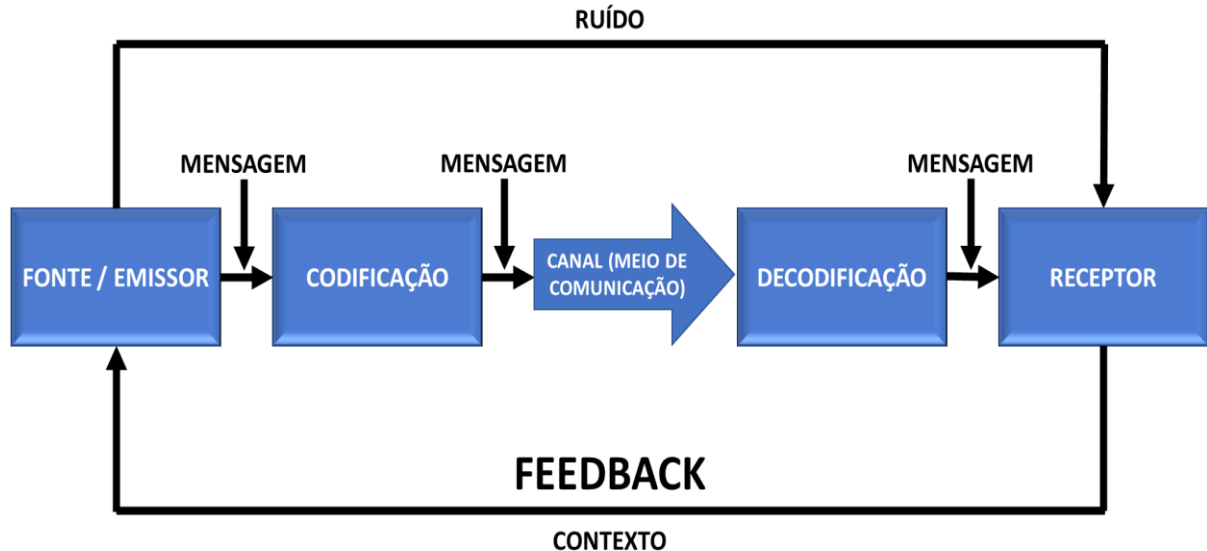 RUÍDO
MENSAGEM
MENSAGEM
MENSAGEM
FONTE / EMISSOR
CODIFICAÇÃO
CANAL (MEIO DE
COMUNICAÇÃO)
DECODIFICAÇÃO
RECEPTOR
FEEDBACK
CONTEXTO